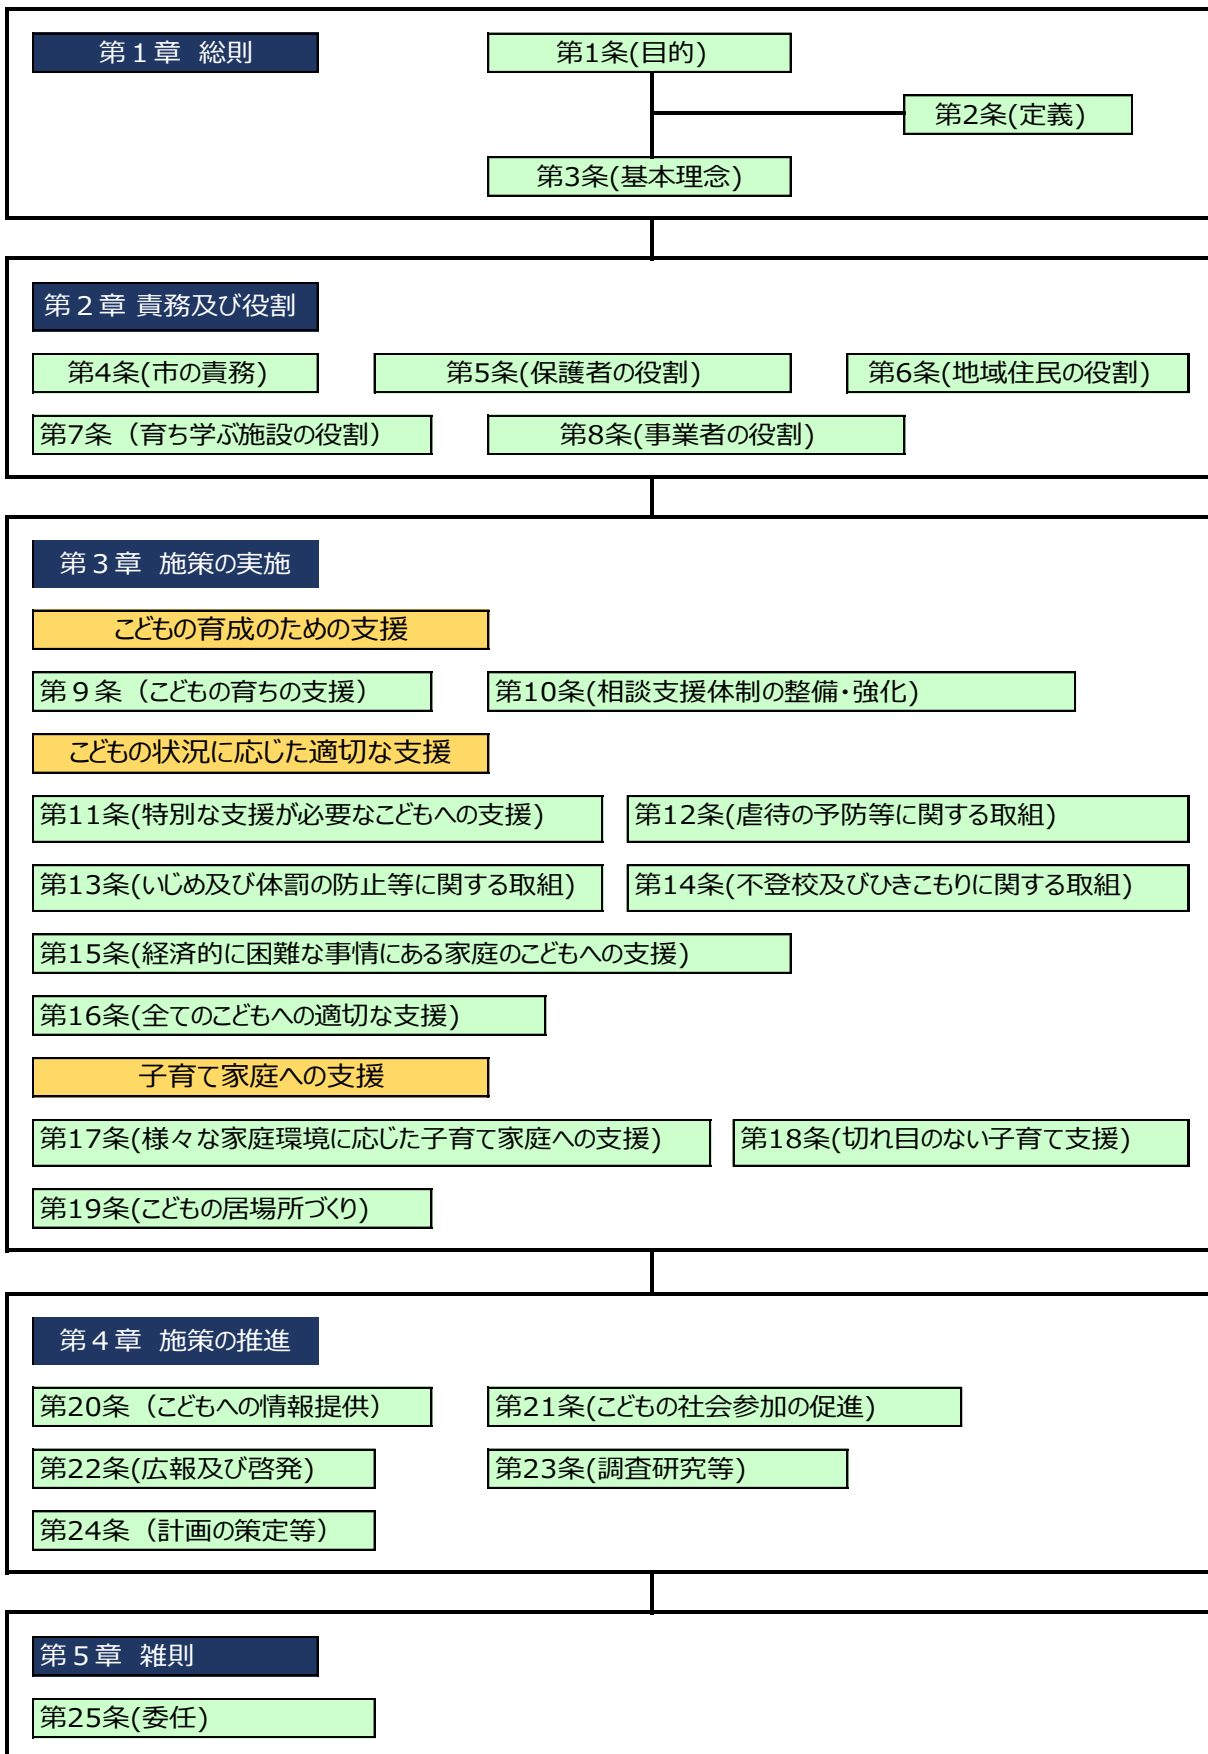 第１章 総則
第1条(目的)
第2条(定義)
第3条(基本理念)
第２章 責務及び役割
第4条(市の責務)
第5条(保護者の役割)
第6条(地域住民の役割)
第7条（育ち学ぶ施設の役割）
第8条(事業者の役割)
第３章 施策の実施
こどもの育成のための支援
第９条（こどもの育ちの支援）
第10条(相談支援体制の整備・強化)
こどもの状況に応じた適切な支援
第11条(特別な支援が必要なこどもへの支援)
第12条(虐待の予防等に関する取組)
第13条(いじめ及び体罰の防止等に関する取組)
第14条(不登校及びひきこもりに関する取組)
第15条(経済的に困難な事情にある家庭のこどもへの支援)
第16条(全てのこどもへの適切な支援)
子育て家庭への支援
第17条(様々な家庭環境に応じた子育て家庭への支援)
第18条(切れ目のない子育て支援)
第19条(こどもの居場所づくり)
第４章 施策の推進
第20条（こどもへの情報提供）
第21条(こどもの社会参加の促進)
第22条(広報及び啓発)
第23条(調査研究等)
第24条（計画の策定等）
第５章 雑則
第25条(委任)